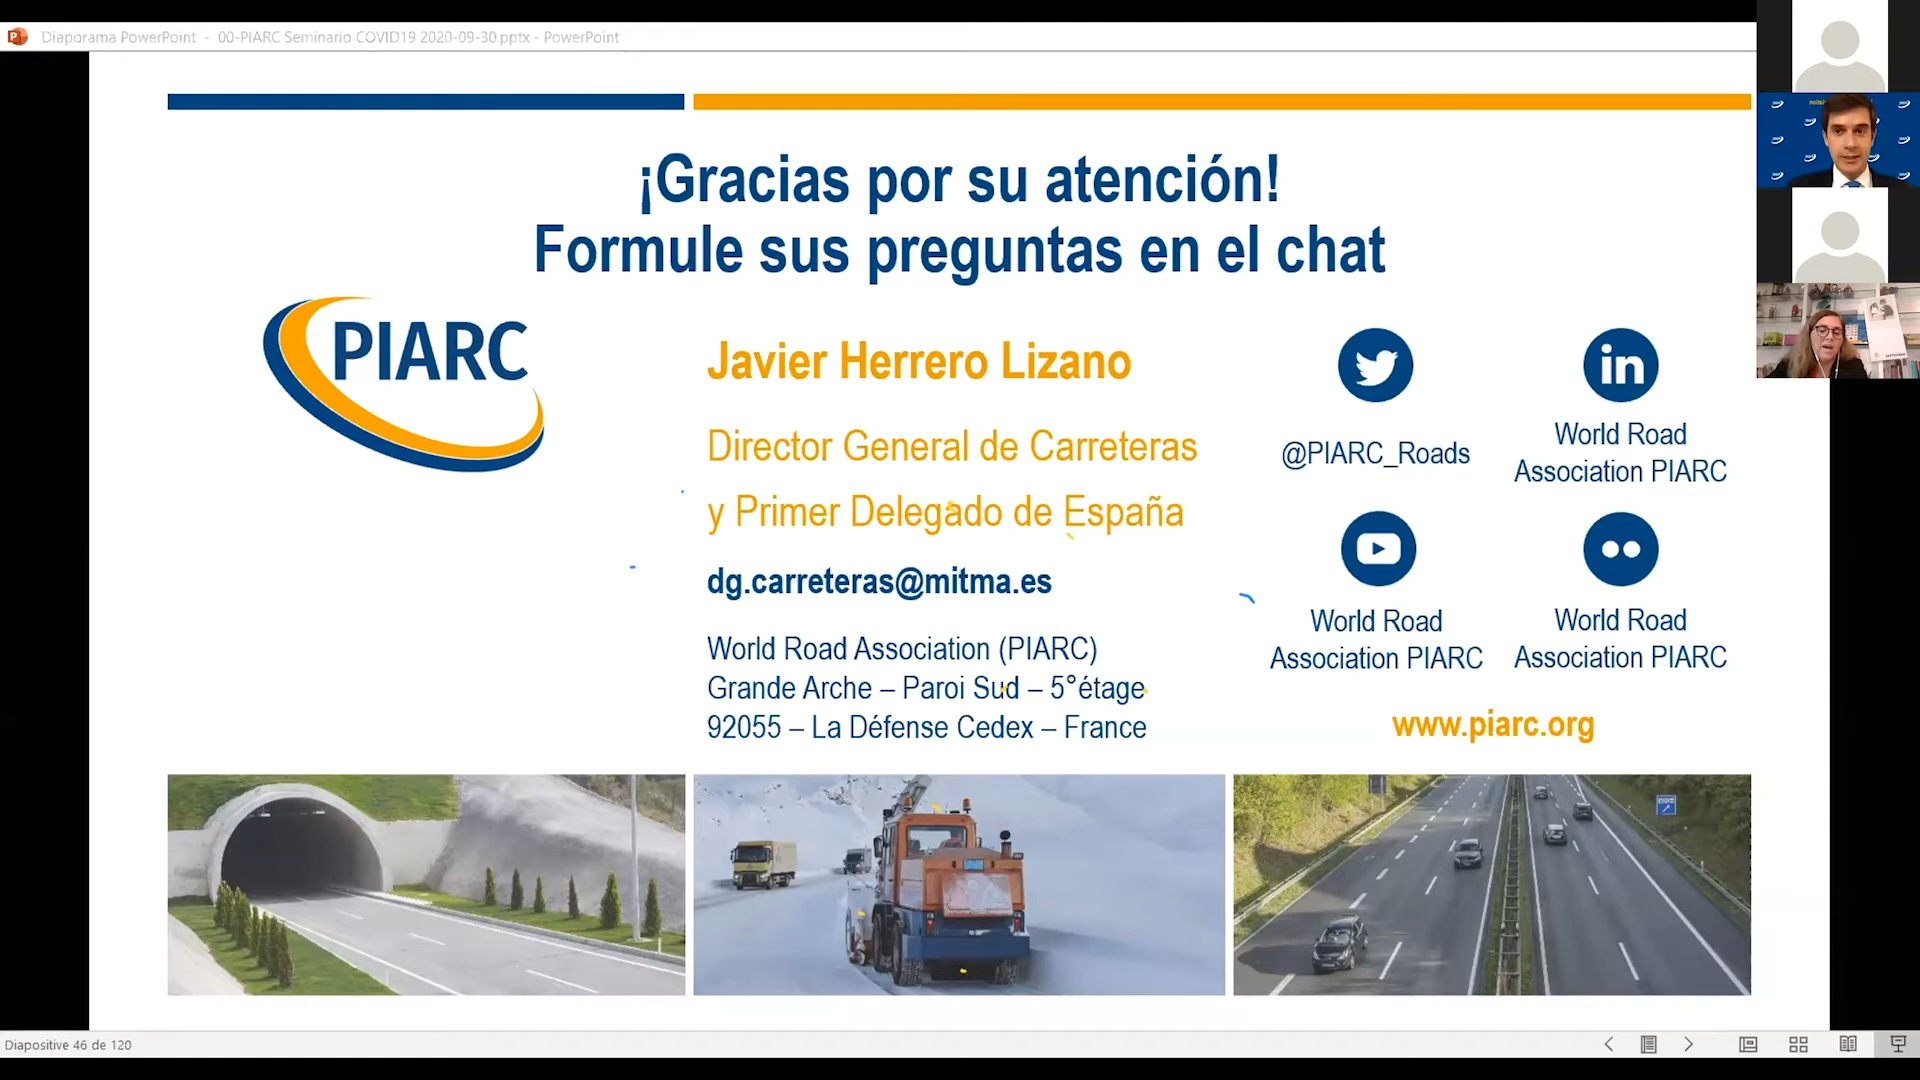 Diaporama PowerPoint - 00-PIARC Seminario COVID19 2020-09-30.pptx - PowerPoint
¡Gracias por su atención!
Formule sus preguntas en el chat
PIARC
Javier Herrero Lizano
Director General de Carreteras
y Primer Delegado de España
dg.carreteras@mitma.es
World Road Association (PIARC)
Grande Arche – Paroi Sud – 5°étage
92055 – La Défense Cedex – France
@PIARC_Roads
World Road
Association PIARC
World Road
Association PIARC
World Road
Association PIARC
www.piarc.org
Diapositive 46 de 120